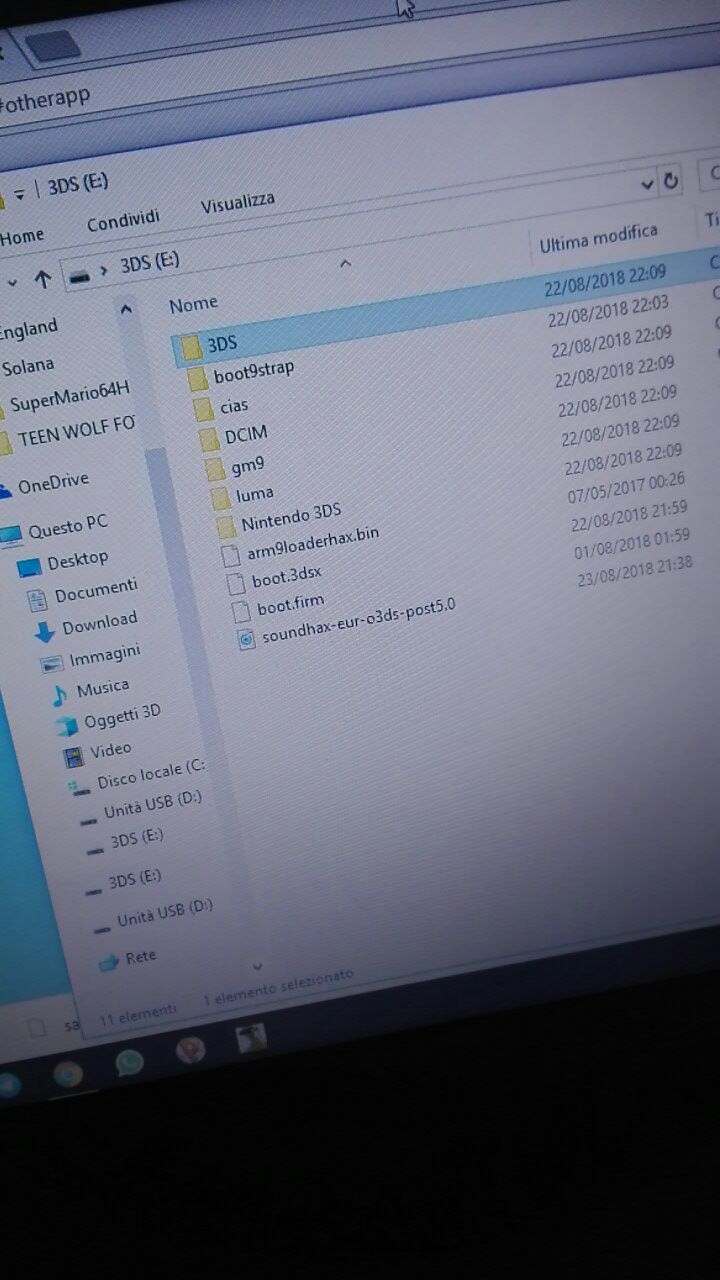 #otherapp
3DS (E:)
Home Condividi Visualizza
3DS (E:)
Nome Ultima modifica
3DS 22/08/2018 22:09
boot9strap 22/08/2018 22:03
cias 22/08/2018 22:09
DCIM 22/08/2018 22:09
gm9 22/08/2018 22:09
luma 22/08/2018 22:09
Nintendo 3DS 22/08/2018 22:09
arm9loaderhax.bin 07/05/2017 00:26
boot.3dsx 22/08/2018 21:59
boot.firm 01/08/2018 01:59
soundhax-eur-o3ds-post5.0 23/08/2018 21:38
England
Solana
SuperMario64H
TEEN WOLF FO
OneDrive
Questo PC
Desktop
Documenti
Download
Immagini
Musica
Oggetti 3D
Video
Disco locale (C:
Unità USB (D:)
3DS (E:)
3DS (E:)
Unità USB (D:)
Rete
11 elementi 1 elemento selezionato
sa